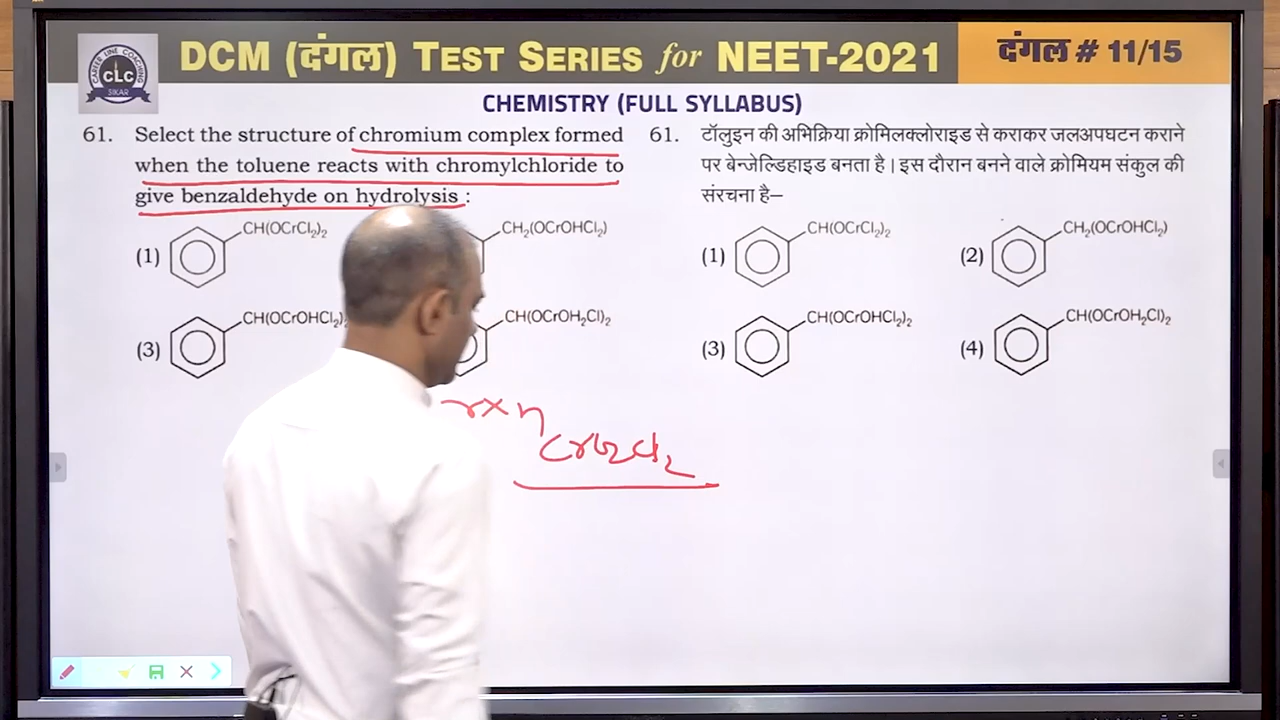 CAREER LINE COACHING
CLC
SIKAR
DCM (दंगल) TEST SERIES for NEET-2021
दंगल # 11/15
CHEMISTRY (FULL SYLLABUS)
61. Select the structure of chromium complex formed
when the toluene reacts with chromylchloride to
give benzaldehyde on hydrolysis :
(1) CH(OCrCl₂)₂
CH₂(OCrOHCl₂)
(3) CH(OCrOHCl₂)₂
CH(OCrOH₂Cl)₂
61. टॉलुइन की अभिक्रिया क्रोमिलक्लोराइड से कराकर जलअपघटन कराने
पर बेन्जेल्डिहाइड बनता है। इस दौरान बनने वाले क्रोमियम संकुल की
संरचना है–
(1) CH(OCrCl₂)₂
(2) CH₂(OCrOHCl₂)
(3) CH(OCrOHCl₂)₂
(4) CH(OCrOH₂Cl)₂
rxn
CrO₂Cl₂